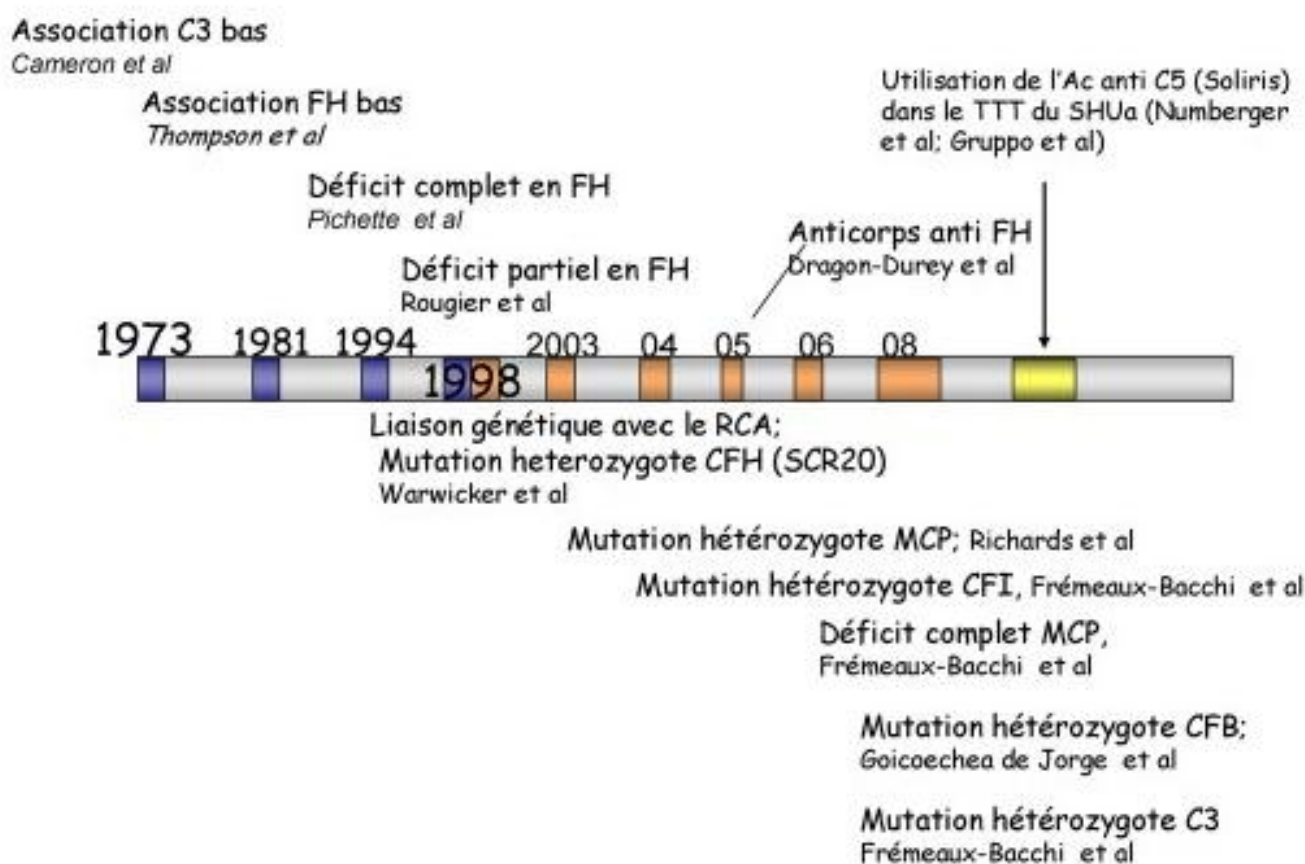 Association C3 bas
Cameron et al
Association FH bas
Thompson et al
Utilisation de l'Ac anti C5 (Soliris)
dans le TTT du SHUa (Numberger
et al; Gruppo et al)
Déficit complet en FH
Pichette et al
Anticorps anti FH
Dragon-Durey et al
Déficit partiel en FH
Rougier et al
1973 1981 1994 2003 04 05 06 08
1998
Liaison génétique avec le RCA;
Mutation heterozygote CFH (SCR20)
Warwicker et al
Mutation hétérozygote MCP; Richards et al
Mutation hétérozygote CFI, Frémeaux-Bacchi et al
Déficit complet MCP,
Frémeaux-Bacchi et al
Mutation hétérozygote CFB;
Goicoechea de Jorge et al
Mutation hétérozygote C3
Frémeaux-Bacchi et al